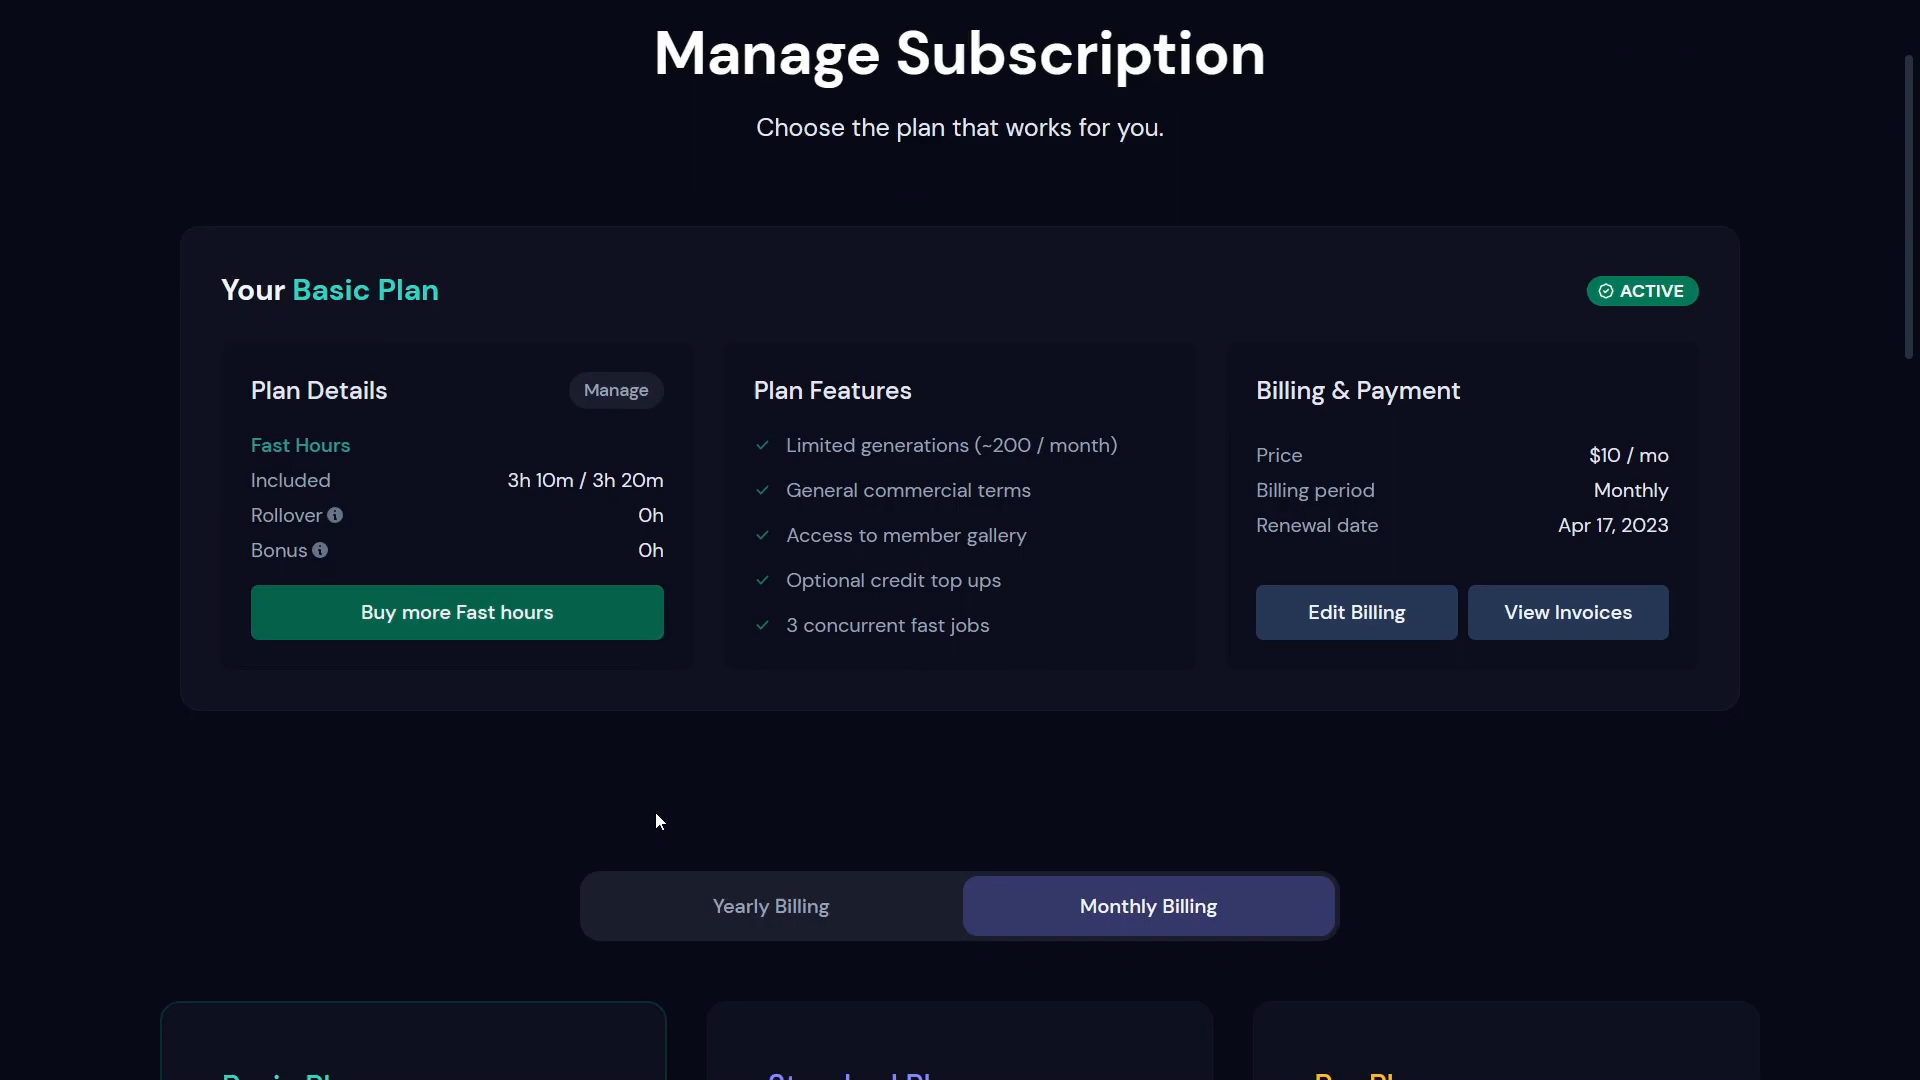 Manage Subscription
Choose the plan that works for you.
Your Basic Plan
ACTIVE
Plan Details
Manage
Fast Hours
Included 3h 10m / 3h 20m
Rollover 0h
Bonus 0h
Buy more Fast hours
Plan Features
Limited generations (~200 / month)
General commercial terms
Access to member gallery
Optional credit top ups
3 concurrent fast jobs
Billing & Payment
Price $10 / mo
Billing period Monthly
Renewal date Apr 17, 2023
Edit Billing
View Invoices
Yearly Billing
Monthly Billing